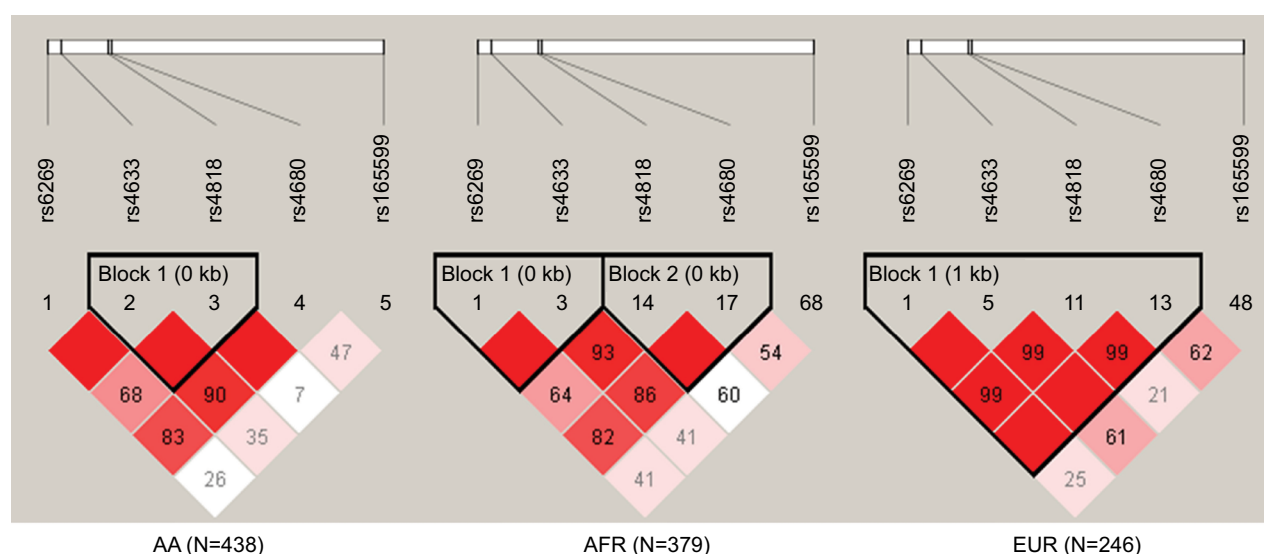 rs6269 rs4633 rs4818 rs4680 rs165599
Block 1 (0 kb)
1 2 3 4 5
47
68 90 7
83 35
26
AA (N=438)
rs6269 rs4633 rs4818 rs4680 rs165599
Block 1 (0 kb) Block 2 (0 kb)
1 3 14 17 68
93 54
64 86 60
82 41
41
AFR (N=379)
rs6269 rs4633 rs4818 rs4680 rs165599
Block 1 (1 kb)
1 5 11 13 48
99 99 62
99 21
61
25
EUR (N=246)